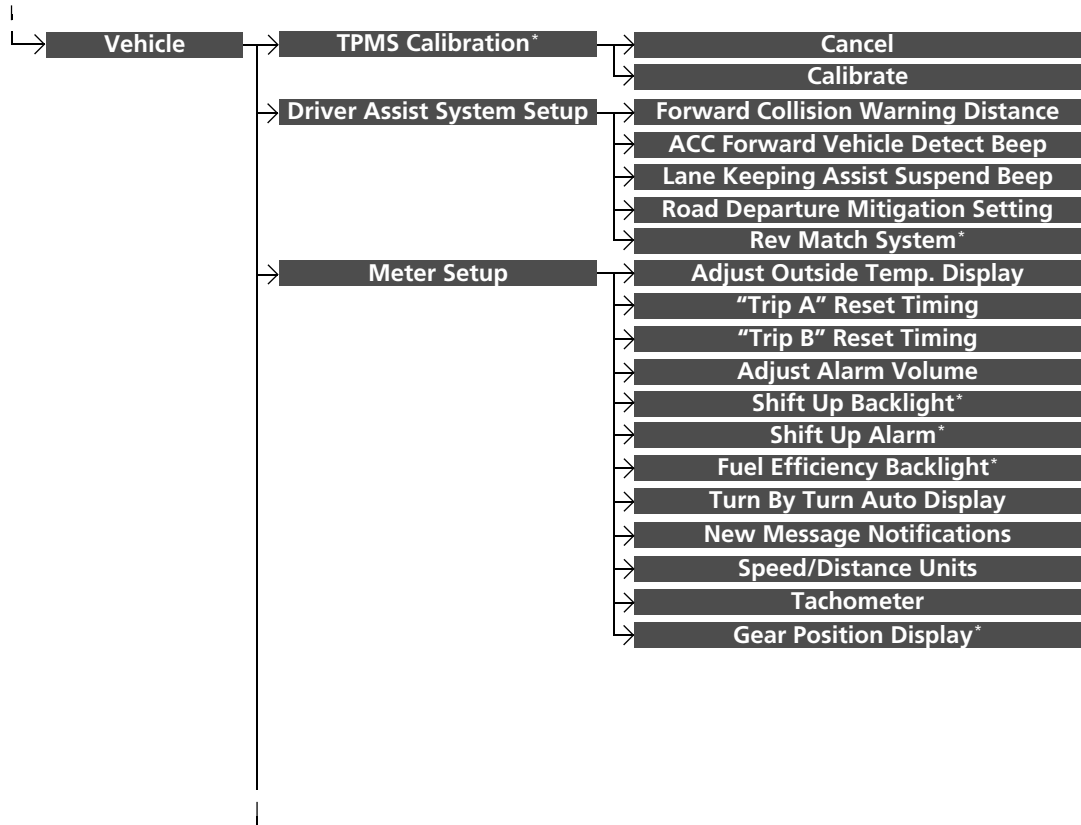 Vehicle
TPMS Calibration*
Cancel
Calibrate
Driver Assist System Setup
Forward Collision Warning Distance
ACC Forward Vehicle Detect Beep
Lane Keeping Assist Suspend Beep
Road Departure Mitigation Setting
Rev Match System*
Meter Setup
Adjust Outside Temp. Display
“Trip A” Reset Timing
“Trip B” Reset Timing
Adjust Alarm Volume
Shift Up Backlight*
Shift Up Alarm*
Fuel Efficiency Backlight*
Turn By Turn Auto Display
New Message Notifications
Speed/Distance Units
Tachometer
Gear Position Display*